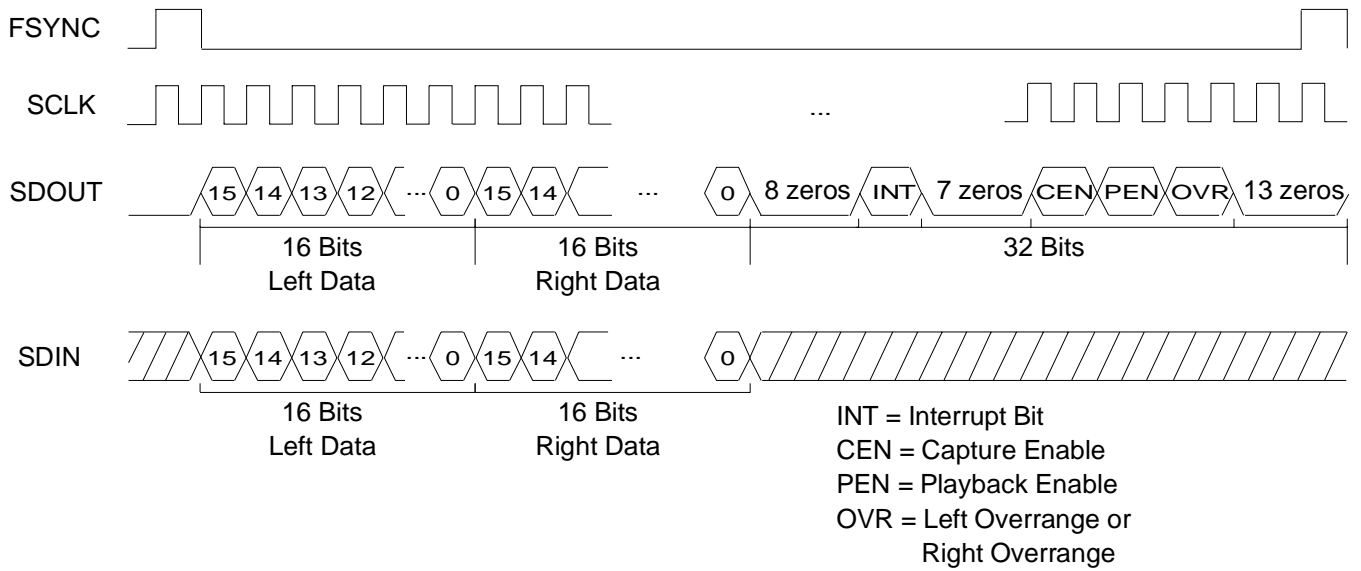 FSYNC
SCLK
...
SDOUT
15 14 13 12 ... 0 15 14 ... 0 8 zeros INT 7 zeros CEN PEN OVR 13 zeros
16 Bits
Left Data
16 Bits
Right Data
32 Bits
SDIN
15 14 13 12 ... 0 15 14 ... 0
16 Bits
Left Data
16 Bits
Right Data
INT = Interrupt Bit
CEN = Capture Enable
PEN = Playback Enable
OVR = Left Overrange or
Right Overrange